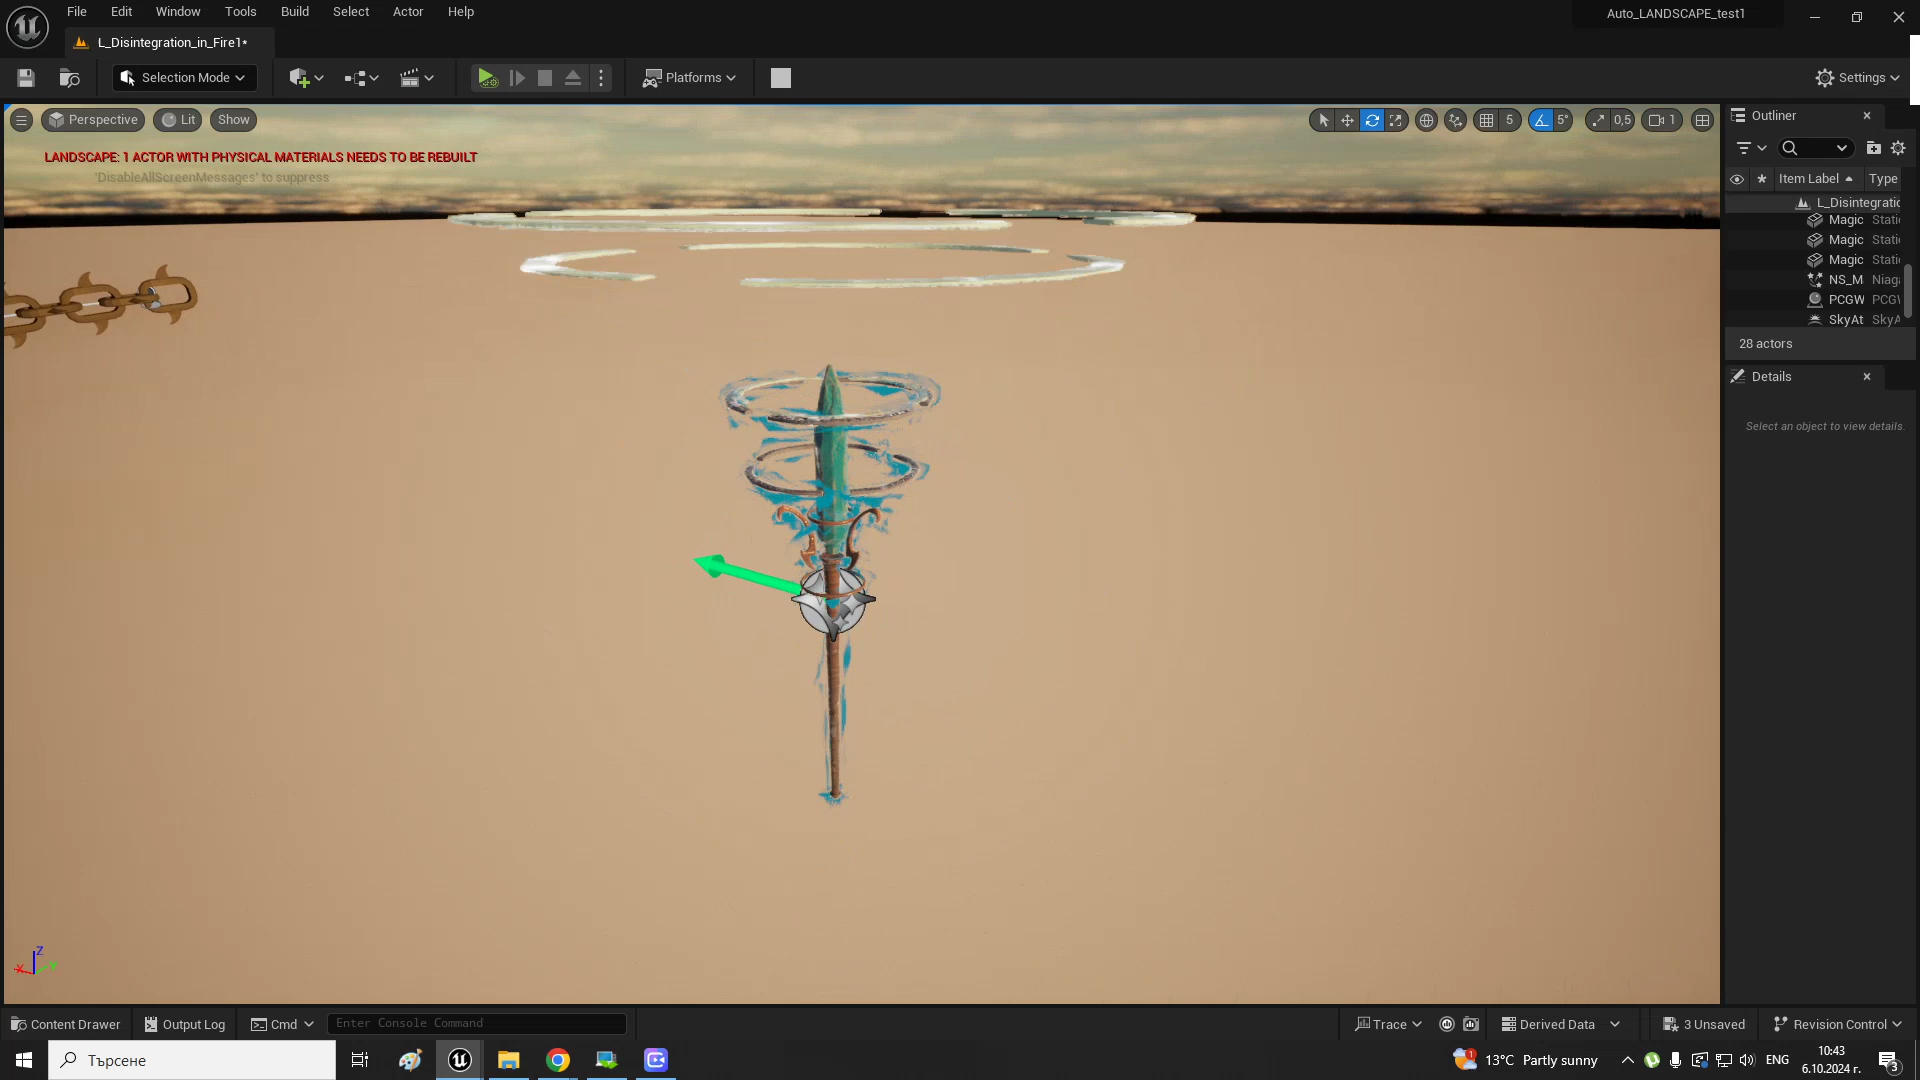 File Edit Window Tools Build Select Actor Help
Auto_LANDSCAPE_test1
L_Disintegration_in_Fire1*
Selection Mode
Platforms
Settings
Perspective Lit Show
5 5° 0,5 1
LANDSCAPE: 1 ACTOR WITH PHYSICAL MATERIALS NEEDS TO BE REBUILT
'DisableAllScreenMessages' to suppress
Outliner
Item Label Type
L_Disintegratic
Magic Stati
Magic Stati
Magic Stati
NS_M Niag
PCGW PCGV
SkyAt SkyA
28 actors
Details
Select an object to view details.
Z
X Y
Content Drawer Output Log Cmd Enter Console Command
Trace Derived Data 3 Unsaved Revision Control
Търсене
1
13°C Partly sunny
ENG
10:43
6.10.2024 г.
3